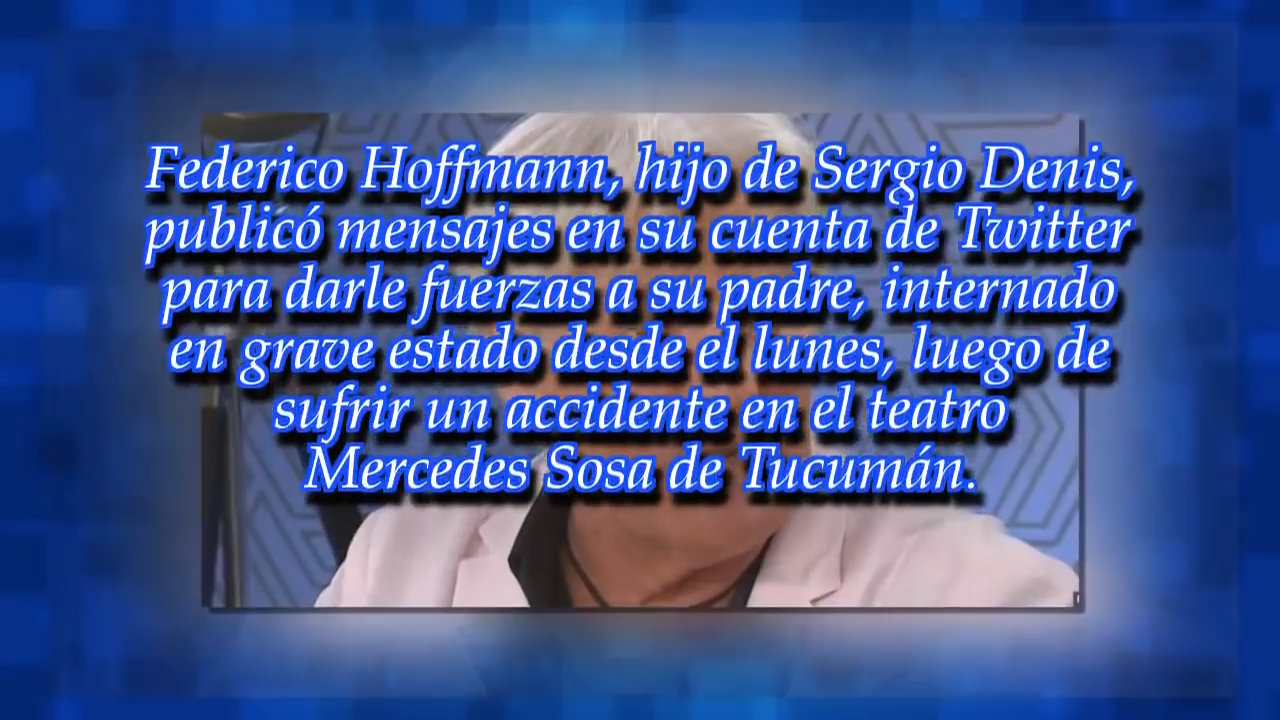 Federico Hoffmann, hijo de Sergio Denis,
publicó mensajes en su cuenta de Twitter
para darle fuerzas a su padre, internado
en grave estado desde el lunes, luego de
sufrir un accidente en el teatro
Mercedes Sosa de Tucumán.